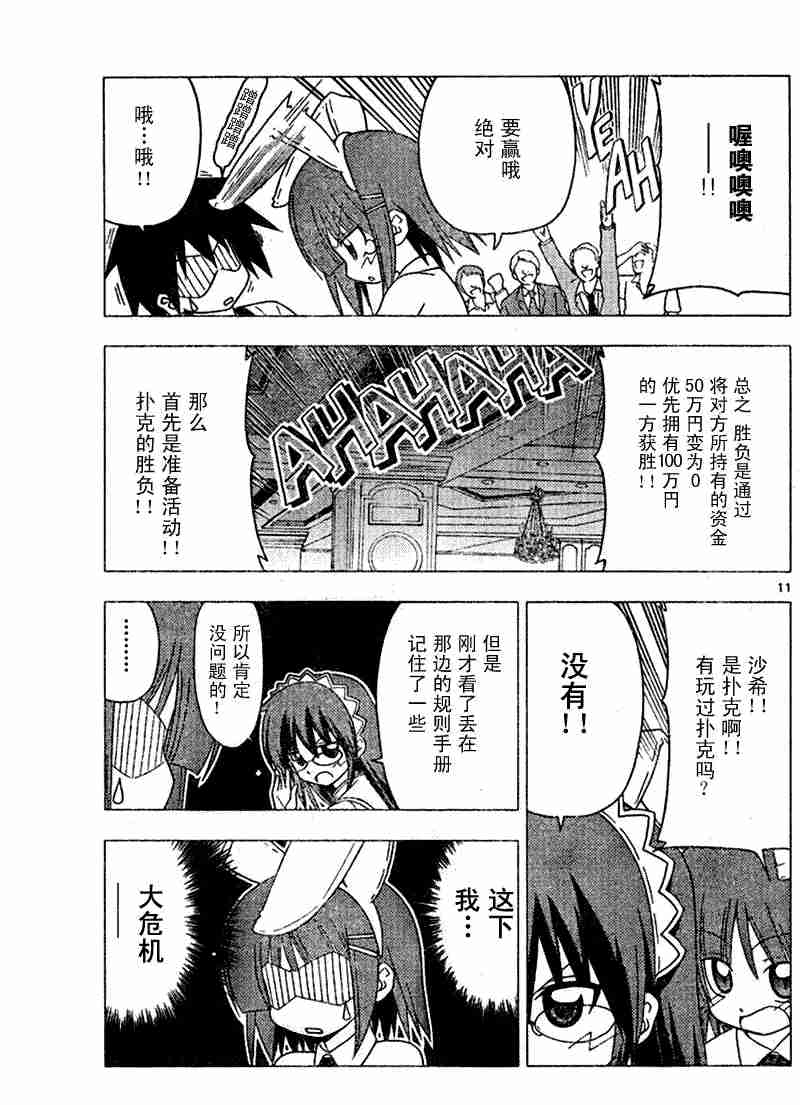 喔噢噢噢
——!!
YEAH
要赢哦
绝对
蹭蹭蹭蹭
哦…哦!!
总之 胜负是通过
将对方所持有的资金
50万円变为0
优先拥有100万円
的一方获胜!!
AHAHAHAHA
那么
首先是准备活动!!
扑克的胜负!!
11
沙希!!
是扑克啊!!
有玩过扑克吗?
没有!!
但是
刚才看了丢在
那边的规则手册
记住了一些
所以肯定
没问题的!
………
这下
我…
大危机
——